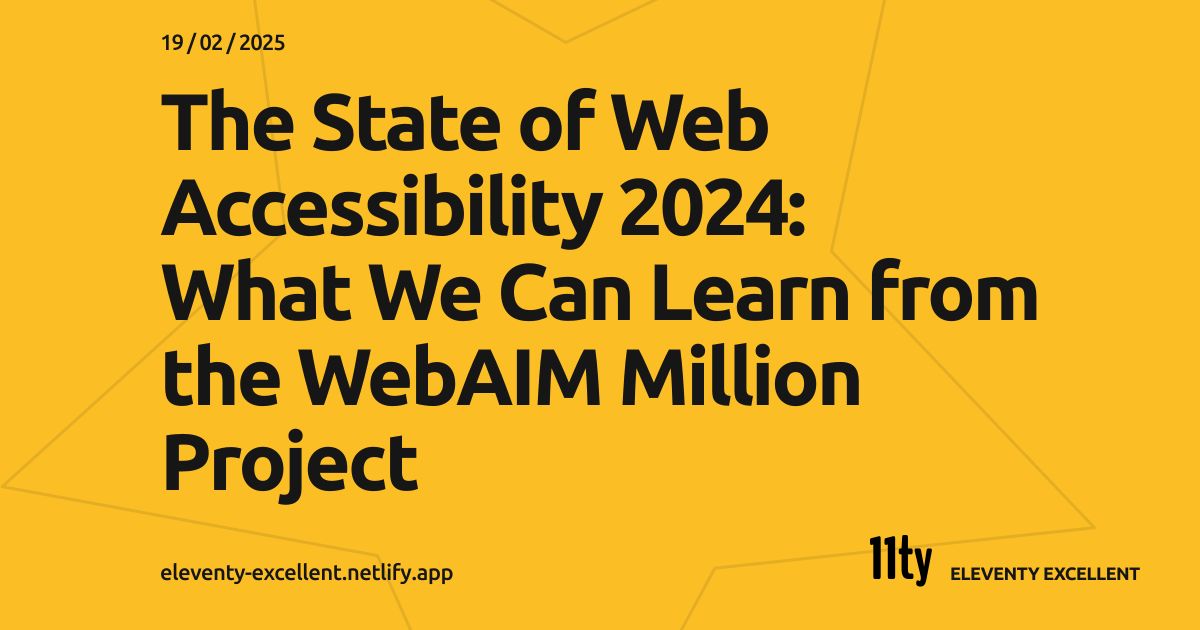 19 / 02 / 2025
The State of Web
Accessibility 2024:
What We Can Learn from
the WebAIM Million
Project
eleventy-excellent.netlify.app
11ty
ELEVENTY EXCELLENT